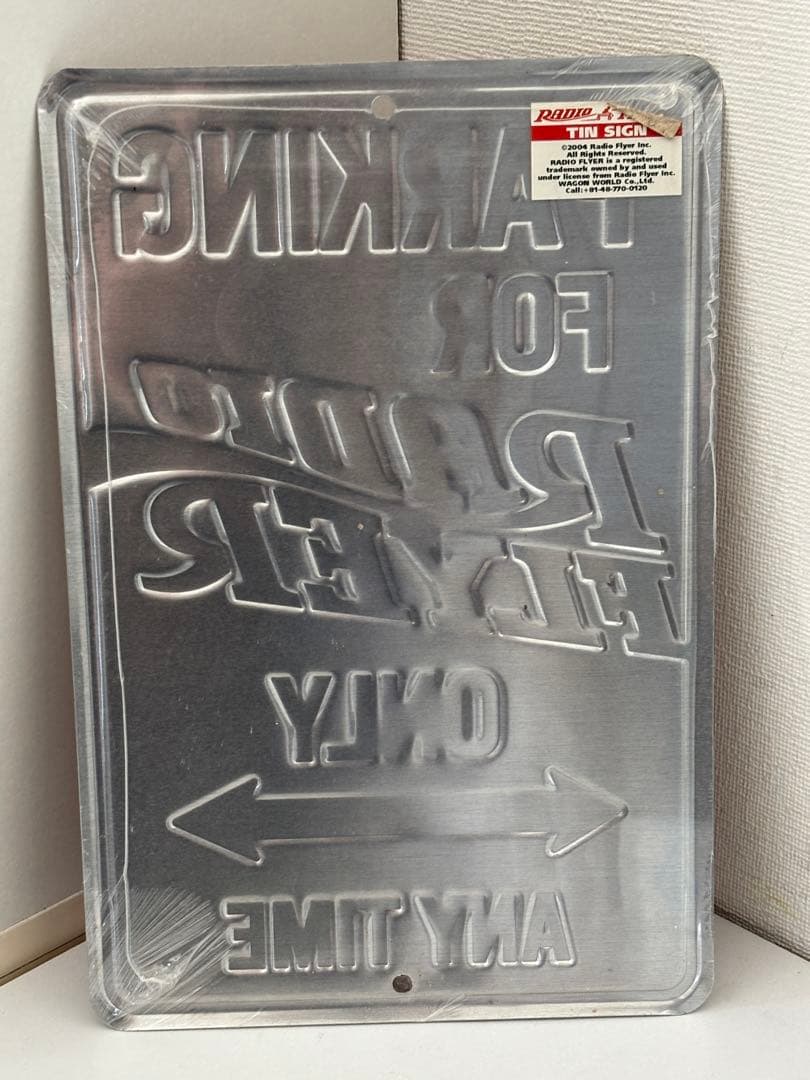 PARKING
FOR
RADIO
FLYER
ONLY
ANY TIME
RADIO
TIN SIGN
©2004 Radio Flyer Inc.
All Rights Reserved.
RADIO FLYER is a registered
trademark owned by and used
under license from Radio Flyer Inc.
WAGON WORLD Co.,Ltd.
Call:+81-48-770-0120